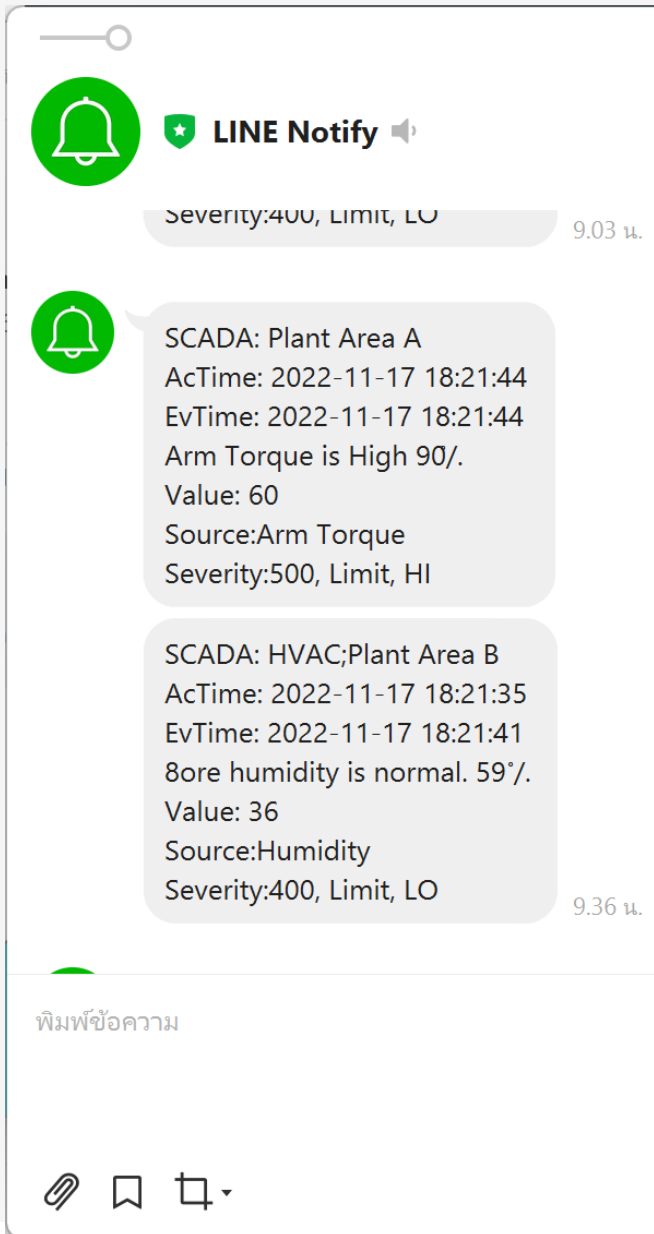 LINE Notify
Severity:400, Limit, LO
9.03 น.
SCADA: Plant Area A
AcTime: 2022-11-17 18:21:44
EvTime: 2022-11-17 18:21:44
Arm Torque is High 90%.
Value: 60
Source:Arm Torque
Severity:500, Limit, HI
SCADA: HVAC;Plant Area B
AcTime: 2022-11-17 18:21:35
EvTime: 2022-11-17 18:21:41
8ore humidity is normal. 59˚/.
Value: 36
Source:Humidity
Severity:400, Limit, LO
9.36 น.
พิมพ์ข้อความ